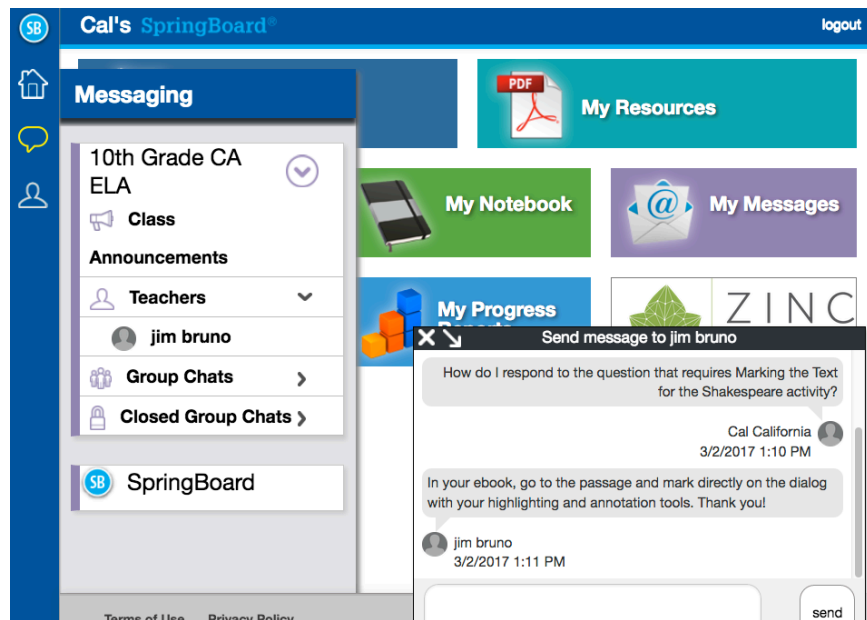 SB
Cal's SpringBoard®
logout
Messaging
10th Grade CA
ELA
Class
Announcements
Teachers
jim bruno
Group Chats
Closed Group Chats
SB
SpringBoard
PDF
My Resources
My Notebook
@
My Messages
My Progress
Reports
ZINC
Send message to jim bruno
How do I respond to the question that requires Marking the Text
for the Shakespeare activity?
Cal California
3/2/2017 1:10 PM
In your ebook, go to the passage and mark directly on the dialog
with your highlighting and annotation tools. Thank you!
jim bruno
3/2/2017 1:11 PM
send
Terms of Use Privacy Policy